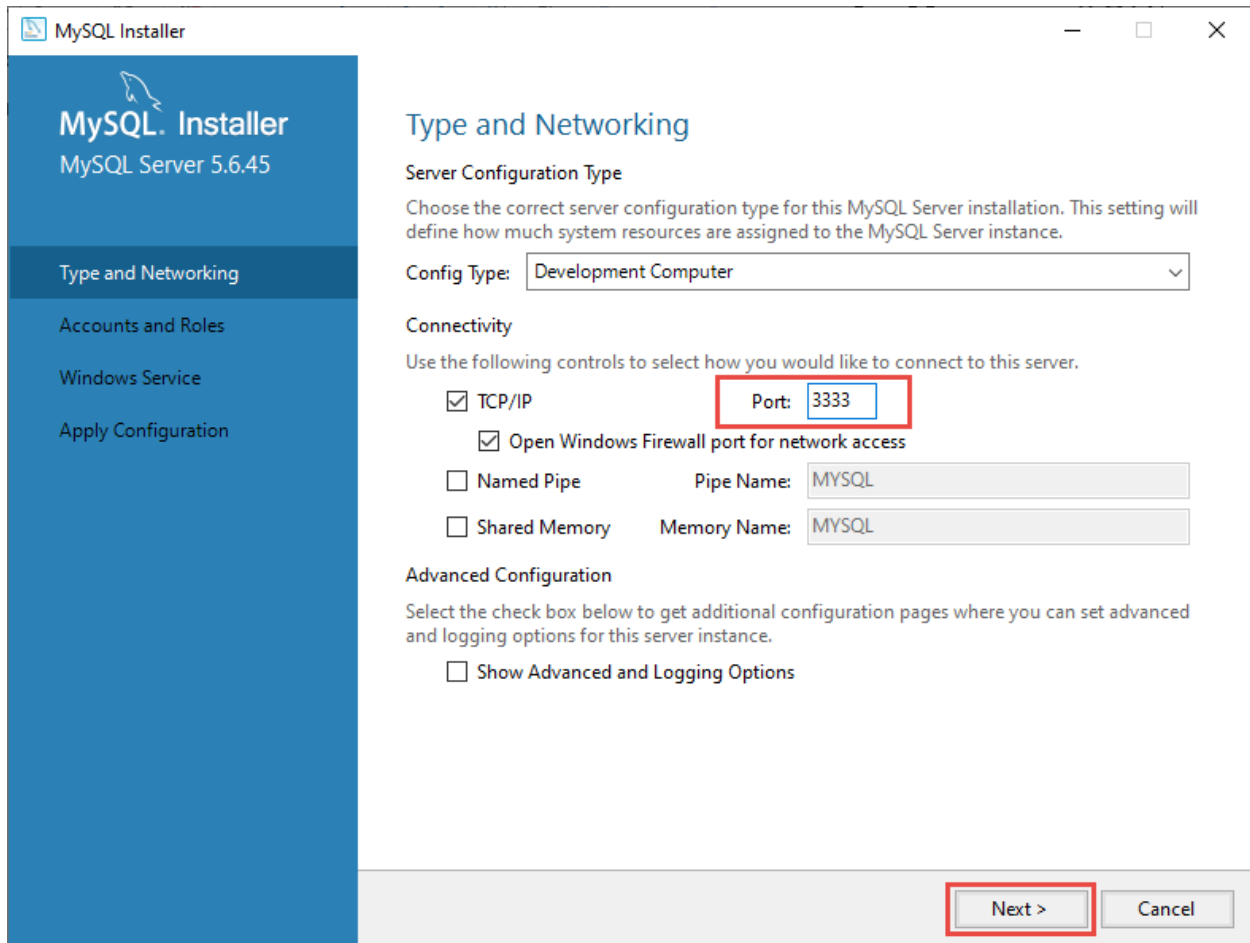 MySQL Installer
MySQL. Installer
MySQL Server 5.6.45
Type and Networking
Accounts and Roles
Windows Service
Apply Configuration
Type and Networking
Server Configuration Type
Choose the correct server configuration type for this MySQL Server installation. This setting will
define how much system resources are assigned to the MySQL Server instance.
Config Type: Development Computer
Connectivity
Use the following controls to select how you would like to connect to this server.
TCP/IP Port: 3333
Open Windows Firewall port for network access
Named Pipe Pipe Name: MYSQL
Shared Memory Memory Name: MYSQL
Advanced Configuration
Select the check box below to get additional configuration pages where you can set advanced
and logging options for this server instance.
Show Advanced and Logging Options
Next > Cancel